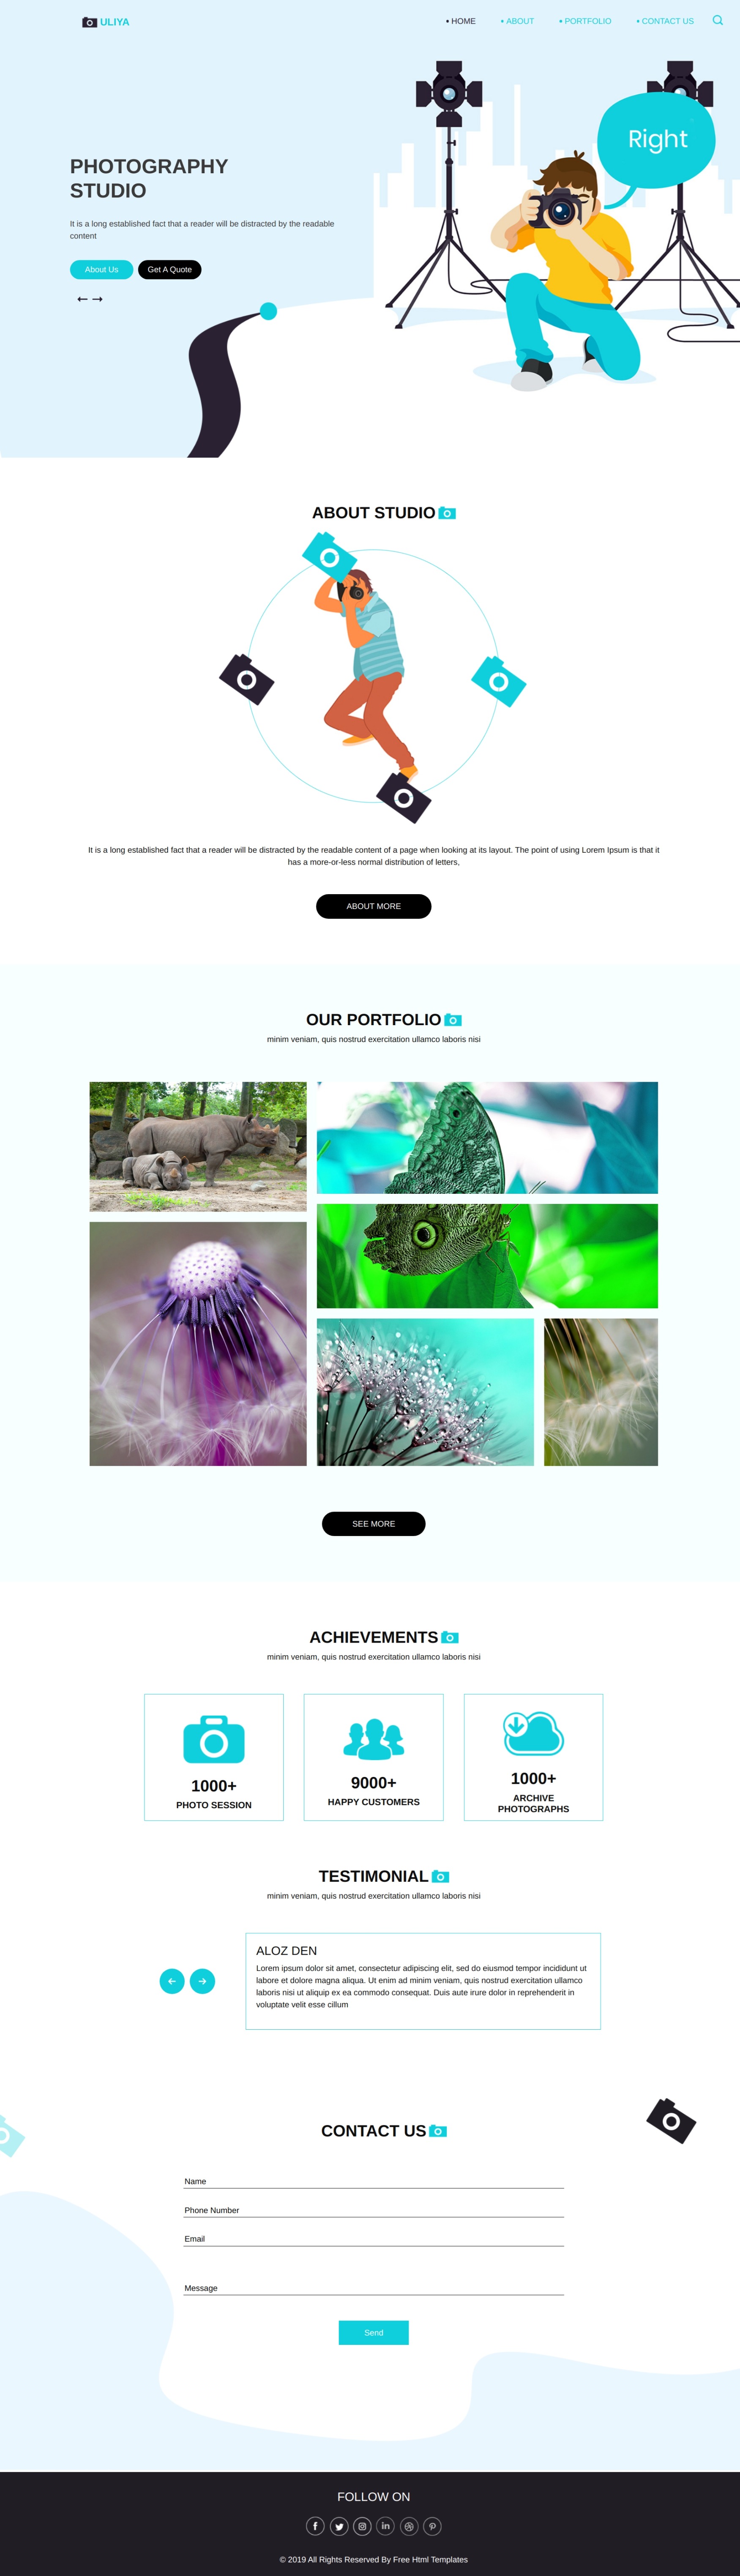 ULIYA
HOME
ABOUT
PORTFOLIO
CONTACT US
Right
PHOTOGRAPHY
STUDIO
It is a long established fact that a reader will be distracted by the readable
content
About Us
Get A Quote
ABOUT STUDIO
It is a long established fact that a reader will be distracted by the readable content of a page when looking at its layout. The point of using Lorem Ipsum is that it
has a more-or-less normal distribution of letters,
ABOUT MORE
OUR PORTFOLIO
minim veniam, quis nostrud exercitation ullamco laboris nisi
SEE MORE
ACHIEVEMENTS
minim veniam, quis nostrud exercitation ullamco laboris nisi
1000+
PHOTO SESSION
9000+
HAPPY CUSTOMERS
1000+
ARCHIVE
PHOTOGRAPHS
TESTIMONIAL
minim veniam, quis nostrud exercitation ullamco laboris nisi
ALOZ DEN
Lorem ipsum dolor sit amet, consectetur adipiscing elit, sed do eiusmod tempor incididunt ut
labore et dolore magna aliqua. Ut enim ad minim veniam, quis nostrud exercitation ullamco
laboris nisi ut aliquip ex ea commodo consequat. Duis aute irure dolor in reprehenderit in
voluptate velit esse cillum
CONTACT US
Name
Phone Number
Email
Message
Send
FOLLOW ON
© 2019 All Rights Reserved By Free Html Templates